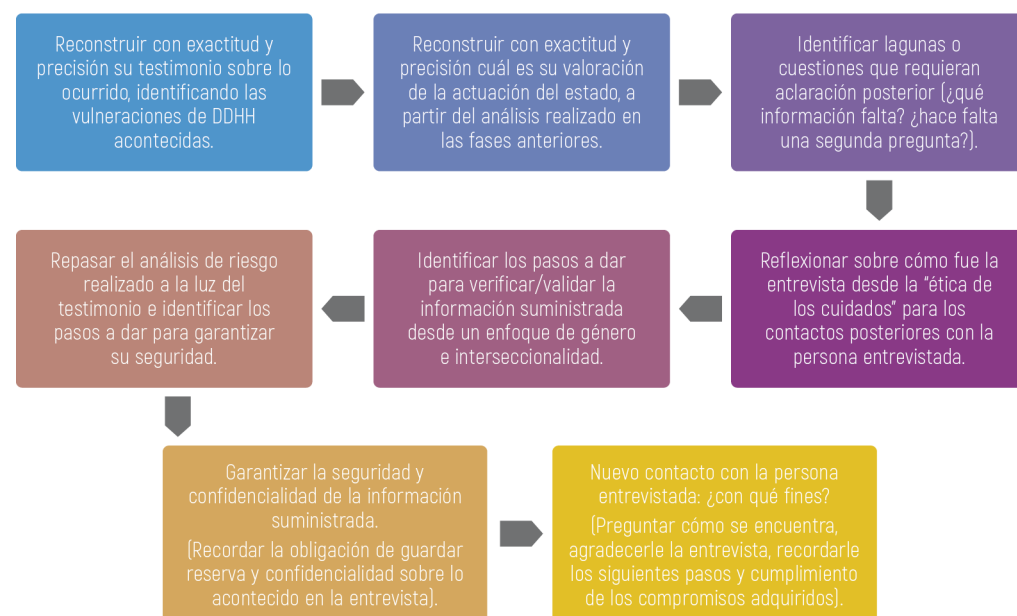 Reconstruir con exactitud y
precisión su testimonio sobre lo
ocurrido, identificando las
vulneraciones de DDHH
acontecidas.
Reconstruir con exactitud y
precisión cuál es su valoración
de la actuación del estado, a
partir del análisis realizado en
las fases anteriores.
Identificar lagunas o
cuestiones que requieran
aclaración posterior (¿qué
información falta? ¿hace falta
una segunda pregunta?).
Reflexionar sobre cómo fue la
entrevista desde la “ética de
los cuidados” para los
contactos posteriores con la
persona entrevistada.
Identificar los pasos a dar
para verificar/validar la
información suministrada
desde un enfoque de género
e interseccionalidad.
Repasar el análisis de riesgo
realizado a la luz del
testimonio e identificar los
pasos a dar para garantizar
su seguridad.
Garantizar la seguridad y
confidencialidad de la información
suministrada.
(Recordar la obligación de guardar
reserva y confidencialidad sobre lo
acontecido en la entrevista).
Nuevo contacto con la persona
entrevistada: ¿con qué fines?
(Preguntar cómo se encuentra,
agradecerle la entrevista, recordarle
los siguientes pasos y cumplimiento
de los compromisos adquiridos).